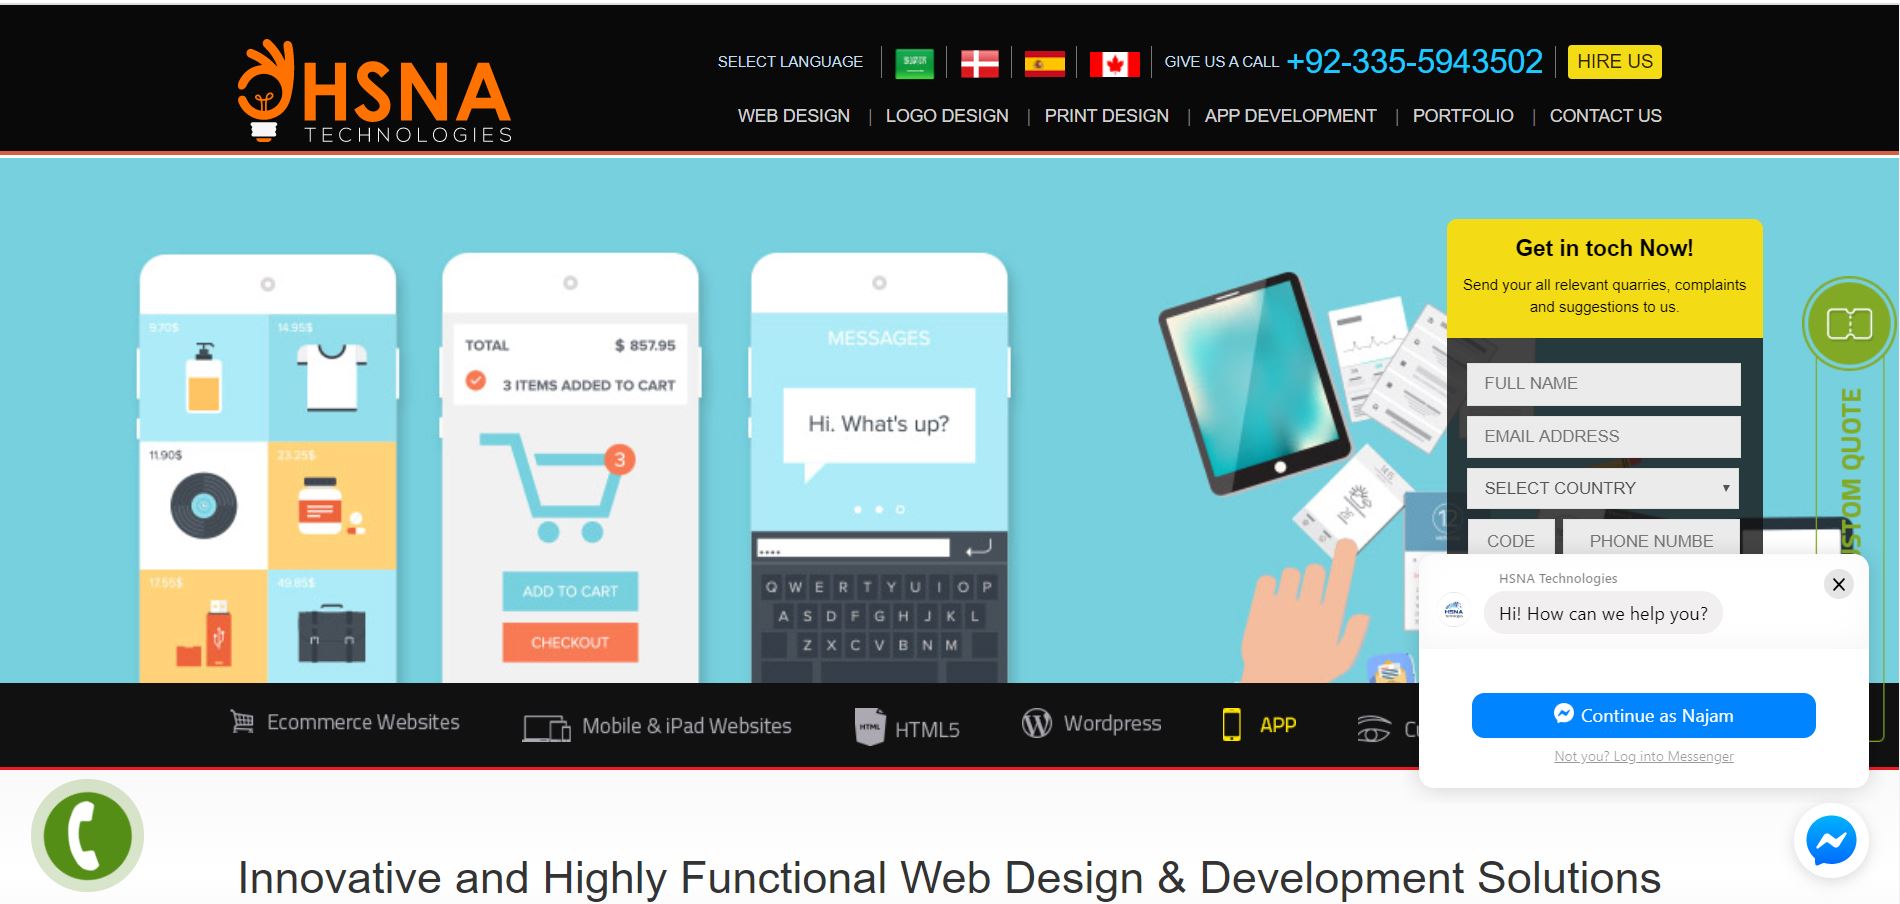 HSNA
TECHNOLOGIES
SELECT LANGUAGE
GIVE US A CALL +92-335-5943502
HIRE US
WEB DESIGN | LOGO DESIGN | PRINT DESIGN | APP DEVELOPMENT | PORTFOLIO | CONTACT US
9.70$ 14.95$
11.90$ 23.25$
17.55$ 49.85$
TOTAL $ 857.95
3 ITEMS ADDED TO CART
3
ADD TO CART
CHECKOUT
MESSAGES
Hi. What's up?
....
Q W E R T Y U I O P
A S D F G H J K L
Z X C V B N M
12
Get in toch Now!
Send your all relevant quarries, complaints
and suggestions to us.
FULL NAME
EMAIL ADDRESS
SELECT COUNTRY
CODE PHONE NUMBE
STOM QUOTE
HSNA Technologies
HSNA
Hi! How can we help you?
Continue as Najam
Not you? Log into Messenger
Ecommerce Websites
Mobile & iPad Websites
HTML
HTML5
Wordpress
APP
Innovative and Highly Functional Web Design & Development Solutions